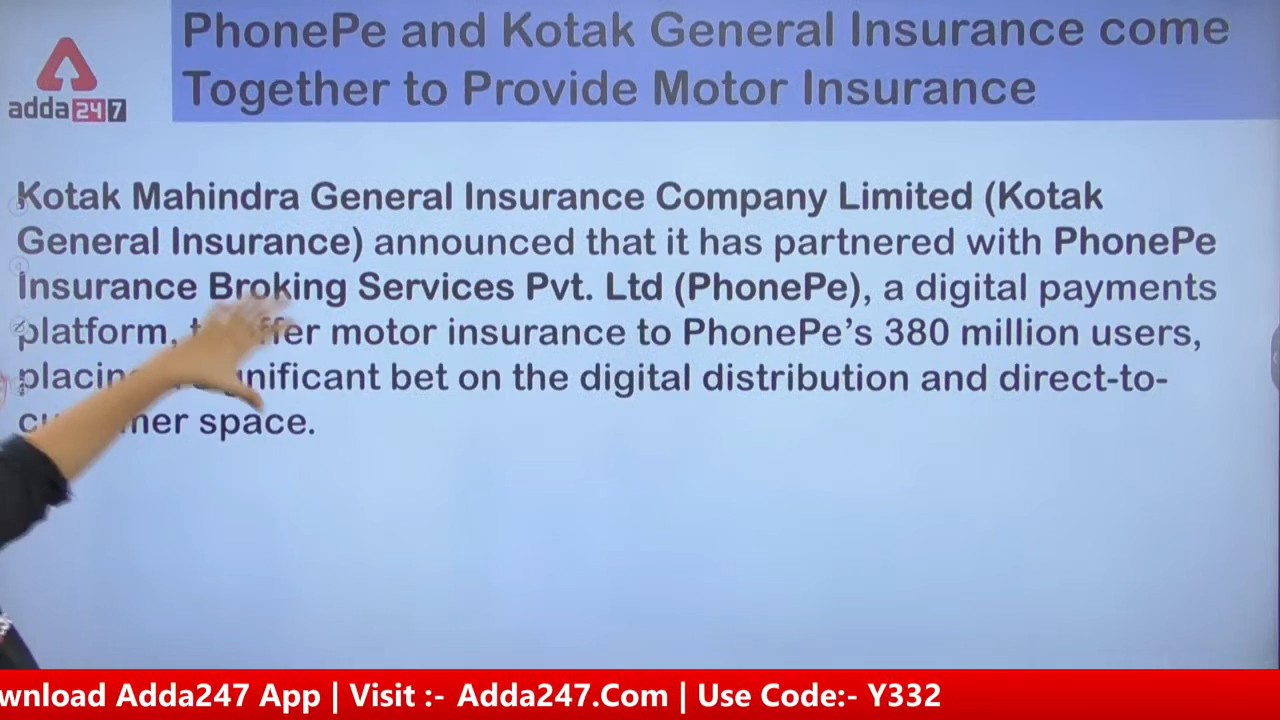 PhonePe and Kotak General Insurance come
Together to Provide Motor Insurance
adda247
Kotak Mahindra General Insurance Company Limited (Kotak
General Insurance) announced that it has partnered with PhonePe
Insurance Broking Services Pvt. Ltd (PhonePe), a digital payments
platform, offer motor insurance to PhonePe's 380 million users,
bet on the digital distribution and direct-to-
space.
wnload Adda247 App | Visit :- Adda247.Com | Use Code:- Y332